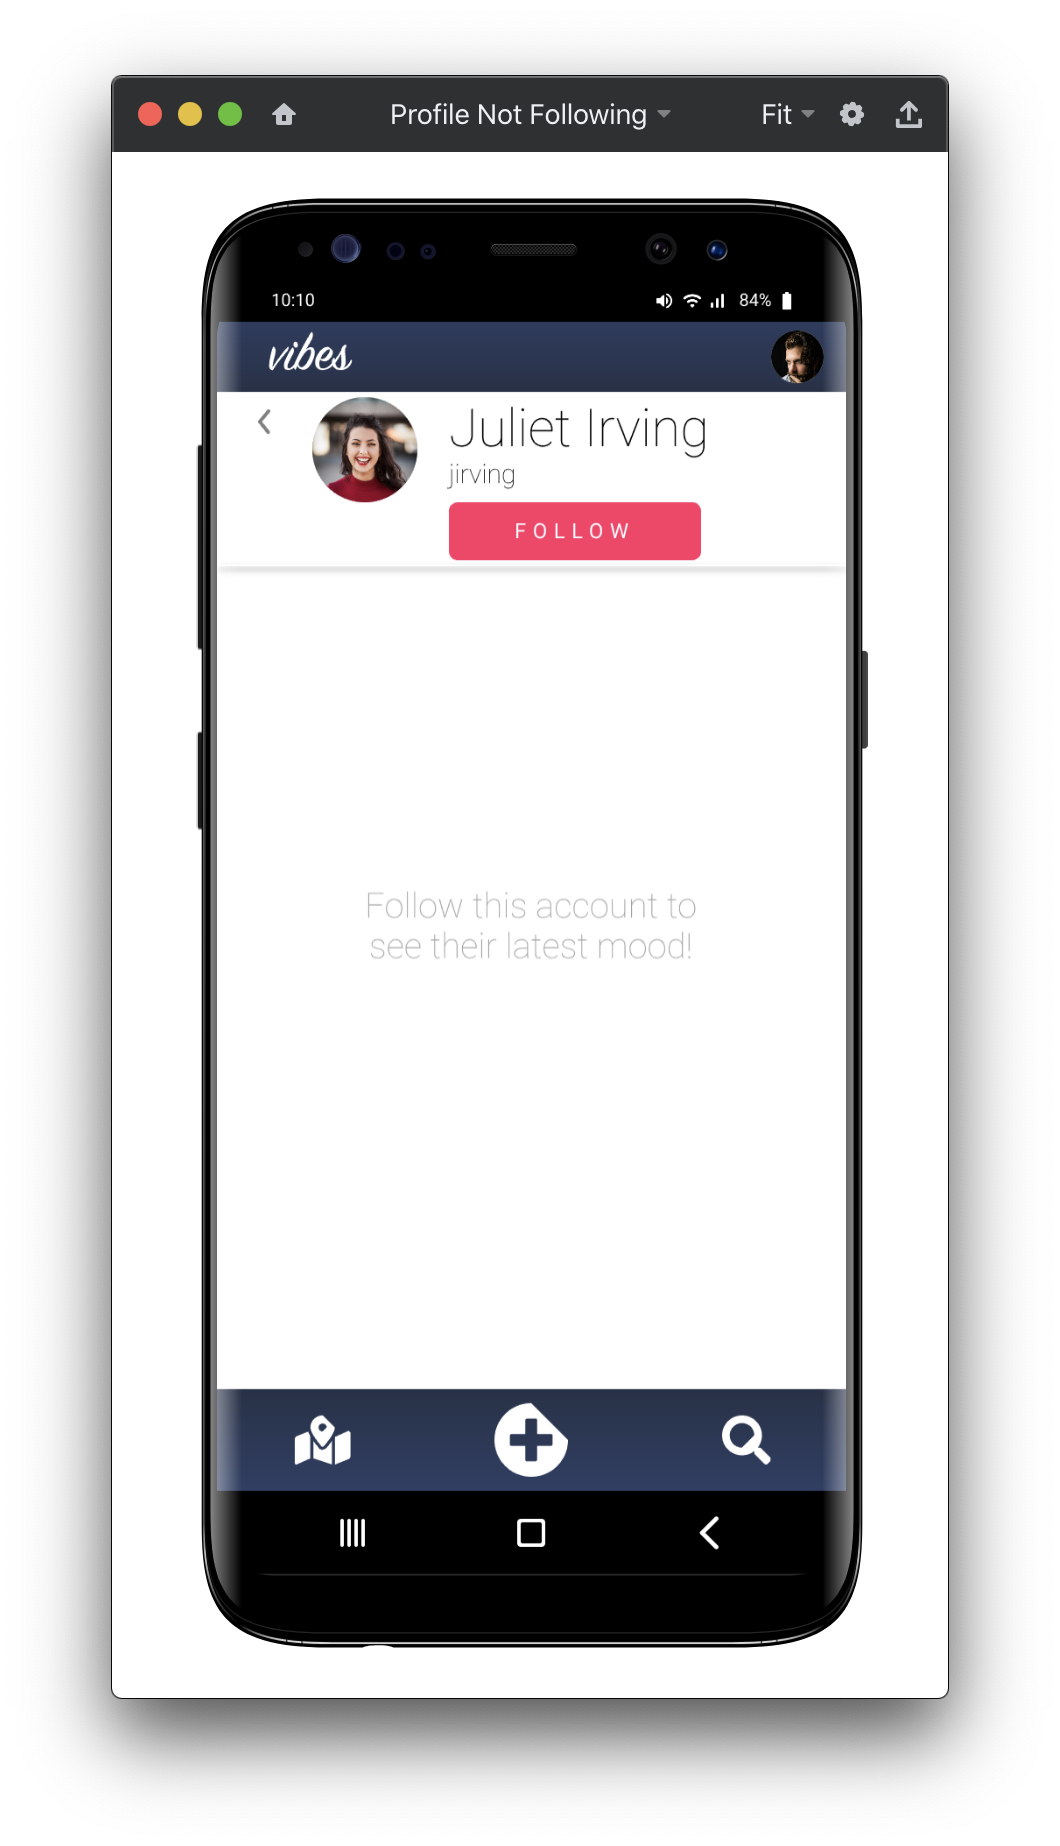 Profile Not Following
Fit
10:10
84%
vibes
Juliet Irving
jirving
FOLLOW
Follow this account to
see their latest mood!